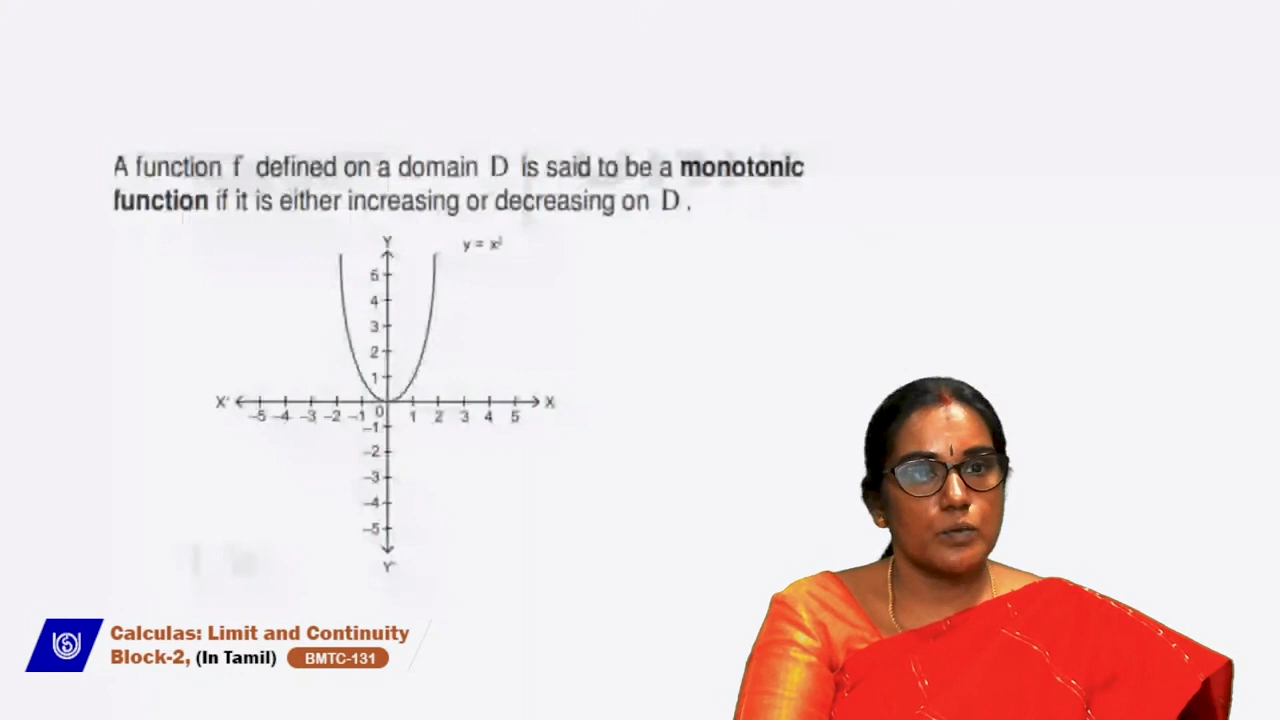 A function f defined on a domain D is said to be a monotonic
function if it is either increasing or decreasing on D.
Y
y = x²
5
4
3
2
1
X' -5 -4 -3 -2 -1 0 1 2 3 4 5 X
-1
-2
-3
-4
-5
Y'
Calculas: Limit and Continuity
Block-2, (In Tamil) BMTC-131